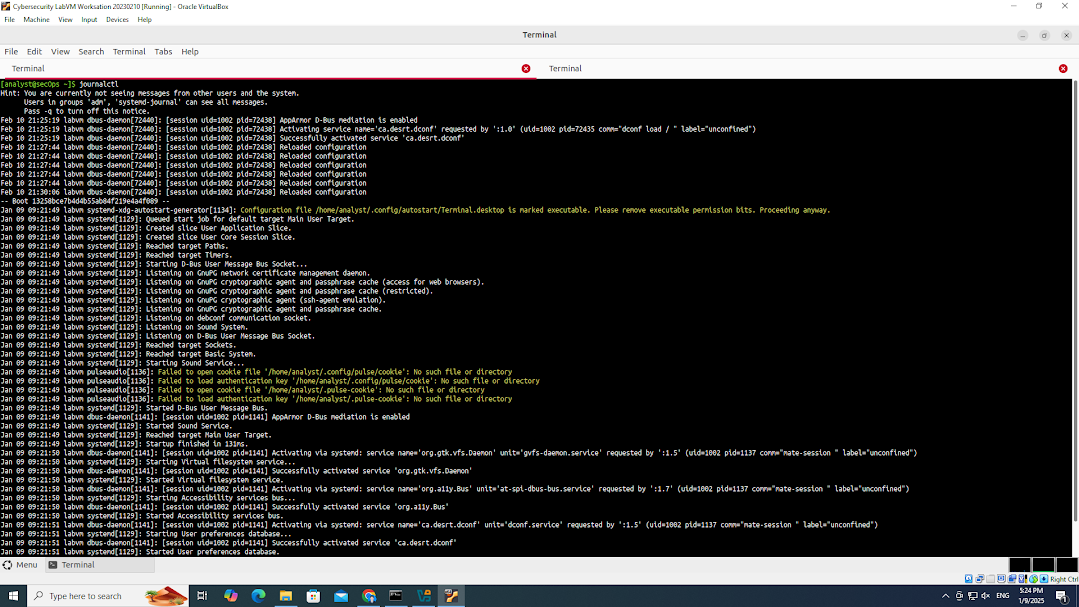 Cybersecurity LabVM Worksation 20230210 [Running] - Oracle VirtualBox
File Machine View Input Devices Help
Terminal
File Edit View Search Terminal Tabs Help
Terminal Terminal
[analyst@secOps ~]$ journalctl
Hint: You are currently not seeing messages from other users and the system.
Users in groups 'adm', 'systemd-journal' can see all messages.
Pass -q to turn off this notice.
Feb 10 21:25:19 labvm dbus-daemon[72440]: [session uid=1002 pid=72438] AppArmor D-Bus mediation is enabled
Feb 10 21:25:19 labvm dbus-daemon[72440]: [session uid=1002 pid=72438] Activating service name='ca.desrt.dconf' requested by ':1.0' (uid=1002 pid=72435 comm="dconf load / " label="unconfined")
Feb 10 21:25:19 labvm dbus-daemon[72440]: [session uid=1002 pid=72438] Successfully activated service 'ca.desrt.dconf'
Feb 10 21:27:44 labvm dbus-daemon[72440]: [session uid=1002 pid=72438] Reloaded configuration
Feb 10 21:27:44 labvm dbus-daemon[72440]: [session uid=1002 pid=72438] Reloaded configuration
Feb 10 21:27:44 labvm dbus-daemon[72440]: [session uid=1002 pid=72438] Reloaded configuration
Feb 10 21:27:44 labvm dbus-daemon[72440]: [session uid=1002 pid=72438] Reloaded configuration
Feb 10 21:27:44 labvm dbus-daemon[72440]: [session uid=1002 pid=72438] Reloaded configuration
Feb 10 21:30:06 labvm dbus-daemon[72440]: [session uid=1002 pid=72438] Reloaded configuration
-- Boot 13258bce7b4d4b55ab84f219e4a4f089 --
Jan 09 09:21:49 labvm systemd-xdg-autostart-generator[1134]: Configuration file /home/analyst/.config/autostart/Terminal.desktop is marked executable. Please remove executable permission bits. Proceeding anyway.
Jan 09 09:21:49 labvm systemd[1129]: Queued start job for default target Main User Target.
Jan 09 09:21:49 labvm systemd[1129]: Created slice User Application Slice.
Jan 09 09:21:49 labvm systemd[1129]: Created slice User Core Session Slice.
Jan 09 09:21:49 labvm systemd[1129]: Reached target Paths.
Jan 09 09:21:49 labvm systemd[1129]: Reached target Timers.
Jan 09 09:21:49 labvm systemd[1129]: Starting D-Bus User Message Bus Socket...
Jan 09 09:21:49 labvm systemd[1129]: Listening on GnuPG network certificate management daemon.
Jan 09 09:21:49 labvm systemd[1129]: Listening on GnuPG cryptographic agent and passphrase cache (access for web browsers).
Jan 09 09:21:49 labvm systemd[1129]: Listening on GnuPG cryptographic agent and passphrase cache (restricted).
Jan 09 09:21:49 labvm systemd[1129]: Listening on GnuPG cryptographic agent (ssh-agent emulation).
Jan 09 09:21:49 labvm systemd[1129]: Listening on GnuPG cryptographic agent and passphrase cache.
Jan 09 09:21:49 labvm systemd[1129]: Listening on debconf communication socket.
Jan 09 09:21:49 labvm systemd[1129]: Listening on Sound System.
Jan 09 09:21:49 labvm systemd[1129]: Listening on D-Bus User Message Bus Socket.
Jan 09 09:21:49 labvm systemd[1129]: Reached target Sockets.
Jan 09 09:21:49 labvm systemd[1129]: Reached target Basic System.
Jan 09 09:21:49 labvm systemd[1129]: Starting Sound Service...
Jan 09 09:21:49 labvm pulseaudio[1136]: Failed to open cookie file '/home/analyst/.config/pulse/cookie': No such file or directory
Jan 09 09:21:49 labvm pulseaudio[1136]: Failed to load authentication key '/home/analyst/.config/pulse/cookie': No such file or directory
Jan 09 09:21:49 labvm pulseaudio[1136]: Failed to open cookie file '/home/analyst/.pulse-cookie': No such file or directory
Jan 09 09:21:49 labvm pulseaudio[1136]: Failed to load authentication key '/home/analyst/.pulse-cookie': No such file or directory
Jan 09 09:21:49 labvm systemd[1129]: Started D-Bus User Message Bus.
Jan 09 09:21:49 labvm dbus-daemon[1141]: [session uid=1002 pid=1141] AppArmor D-Bus mediation is enabled
Jan 09 09:21:49 labvm systemd[1129]: Started Sound Service.
Jan 09 09:21:49 labvm systemd[1129]: Reached target Main User Target.
Jan 09 09:21:49 labvm systemd[1129]: Startup finished in 131ms.
Jan 09 09:21:50 labvm dbus-daemon[1141]: [session uid=1002 pid=1141] Activating via systemd: service name='org.gtk.vfs.Daemon' unit='gvfs-daemon.service' requested by ':1.5' (uid=1002 pid=1137 comm="mate-session " label="unconfined")
Jan 09 09:21:50 labvm systemd[1129]: Starting Virtual filesystem service...
Jan 09 09:21:50 labvm dbus-daemon[1141]: [session uid=1002 pid=1141] Successfully activated service 'org.gtk.vfs.Daemon'
Jan 09 09:21:50 labvm systemd[1129]: Started Virtual filesystem service.
Jan 09 09:21:50 labvm dbus-daemon[1141]: [session uid=1002 pid=1141] Activating via systemd: service name='org.a11y.Bus' unit='at-spi-dbus-bus.service' requested by ':1.7' (uid=1002 pid=1137 comm="mate-session " label="unconfined")
Jan 09 09:21:50 labvm systemd[1129]: Starting Accessibility services bus...
Jan 09 09:21:50 labvm dbus-daemon[1141]: [session uid=1002 pid=1141] Successfully activated service 'org.a11y.Bus'
Jan 09 09:21:50 labvm systemd[1129]: Started Accessibility services bus.
Jan 09 09:21:51 labvm dbus-daemon[1141]: [session uid=1002 pid=1141] Activating via systemd: service name='ca.desrt.dconf' unit='dconf.service' requested by ':1.5' (uid=1002 pid=1137 comm="mate-session " label="unconfined")
Jan 09 09:21:51 labvm systemd[1129]: Starting User preferences database...
Jan 09 09:21:51 labvm dbus-daemon[1141]: [session uid=1002 pid=1141] Successfully activated service 'ca.desrt.dconf'
Jan 09 09:21:51 labvm systemd[1129]: Started User preferences database.
Menu Terminal
Right Ctrl
Type here to search
ENG
5:24 PM
1/9/2025